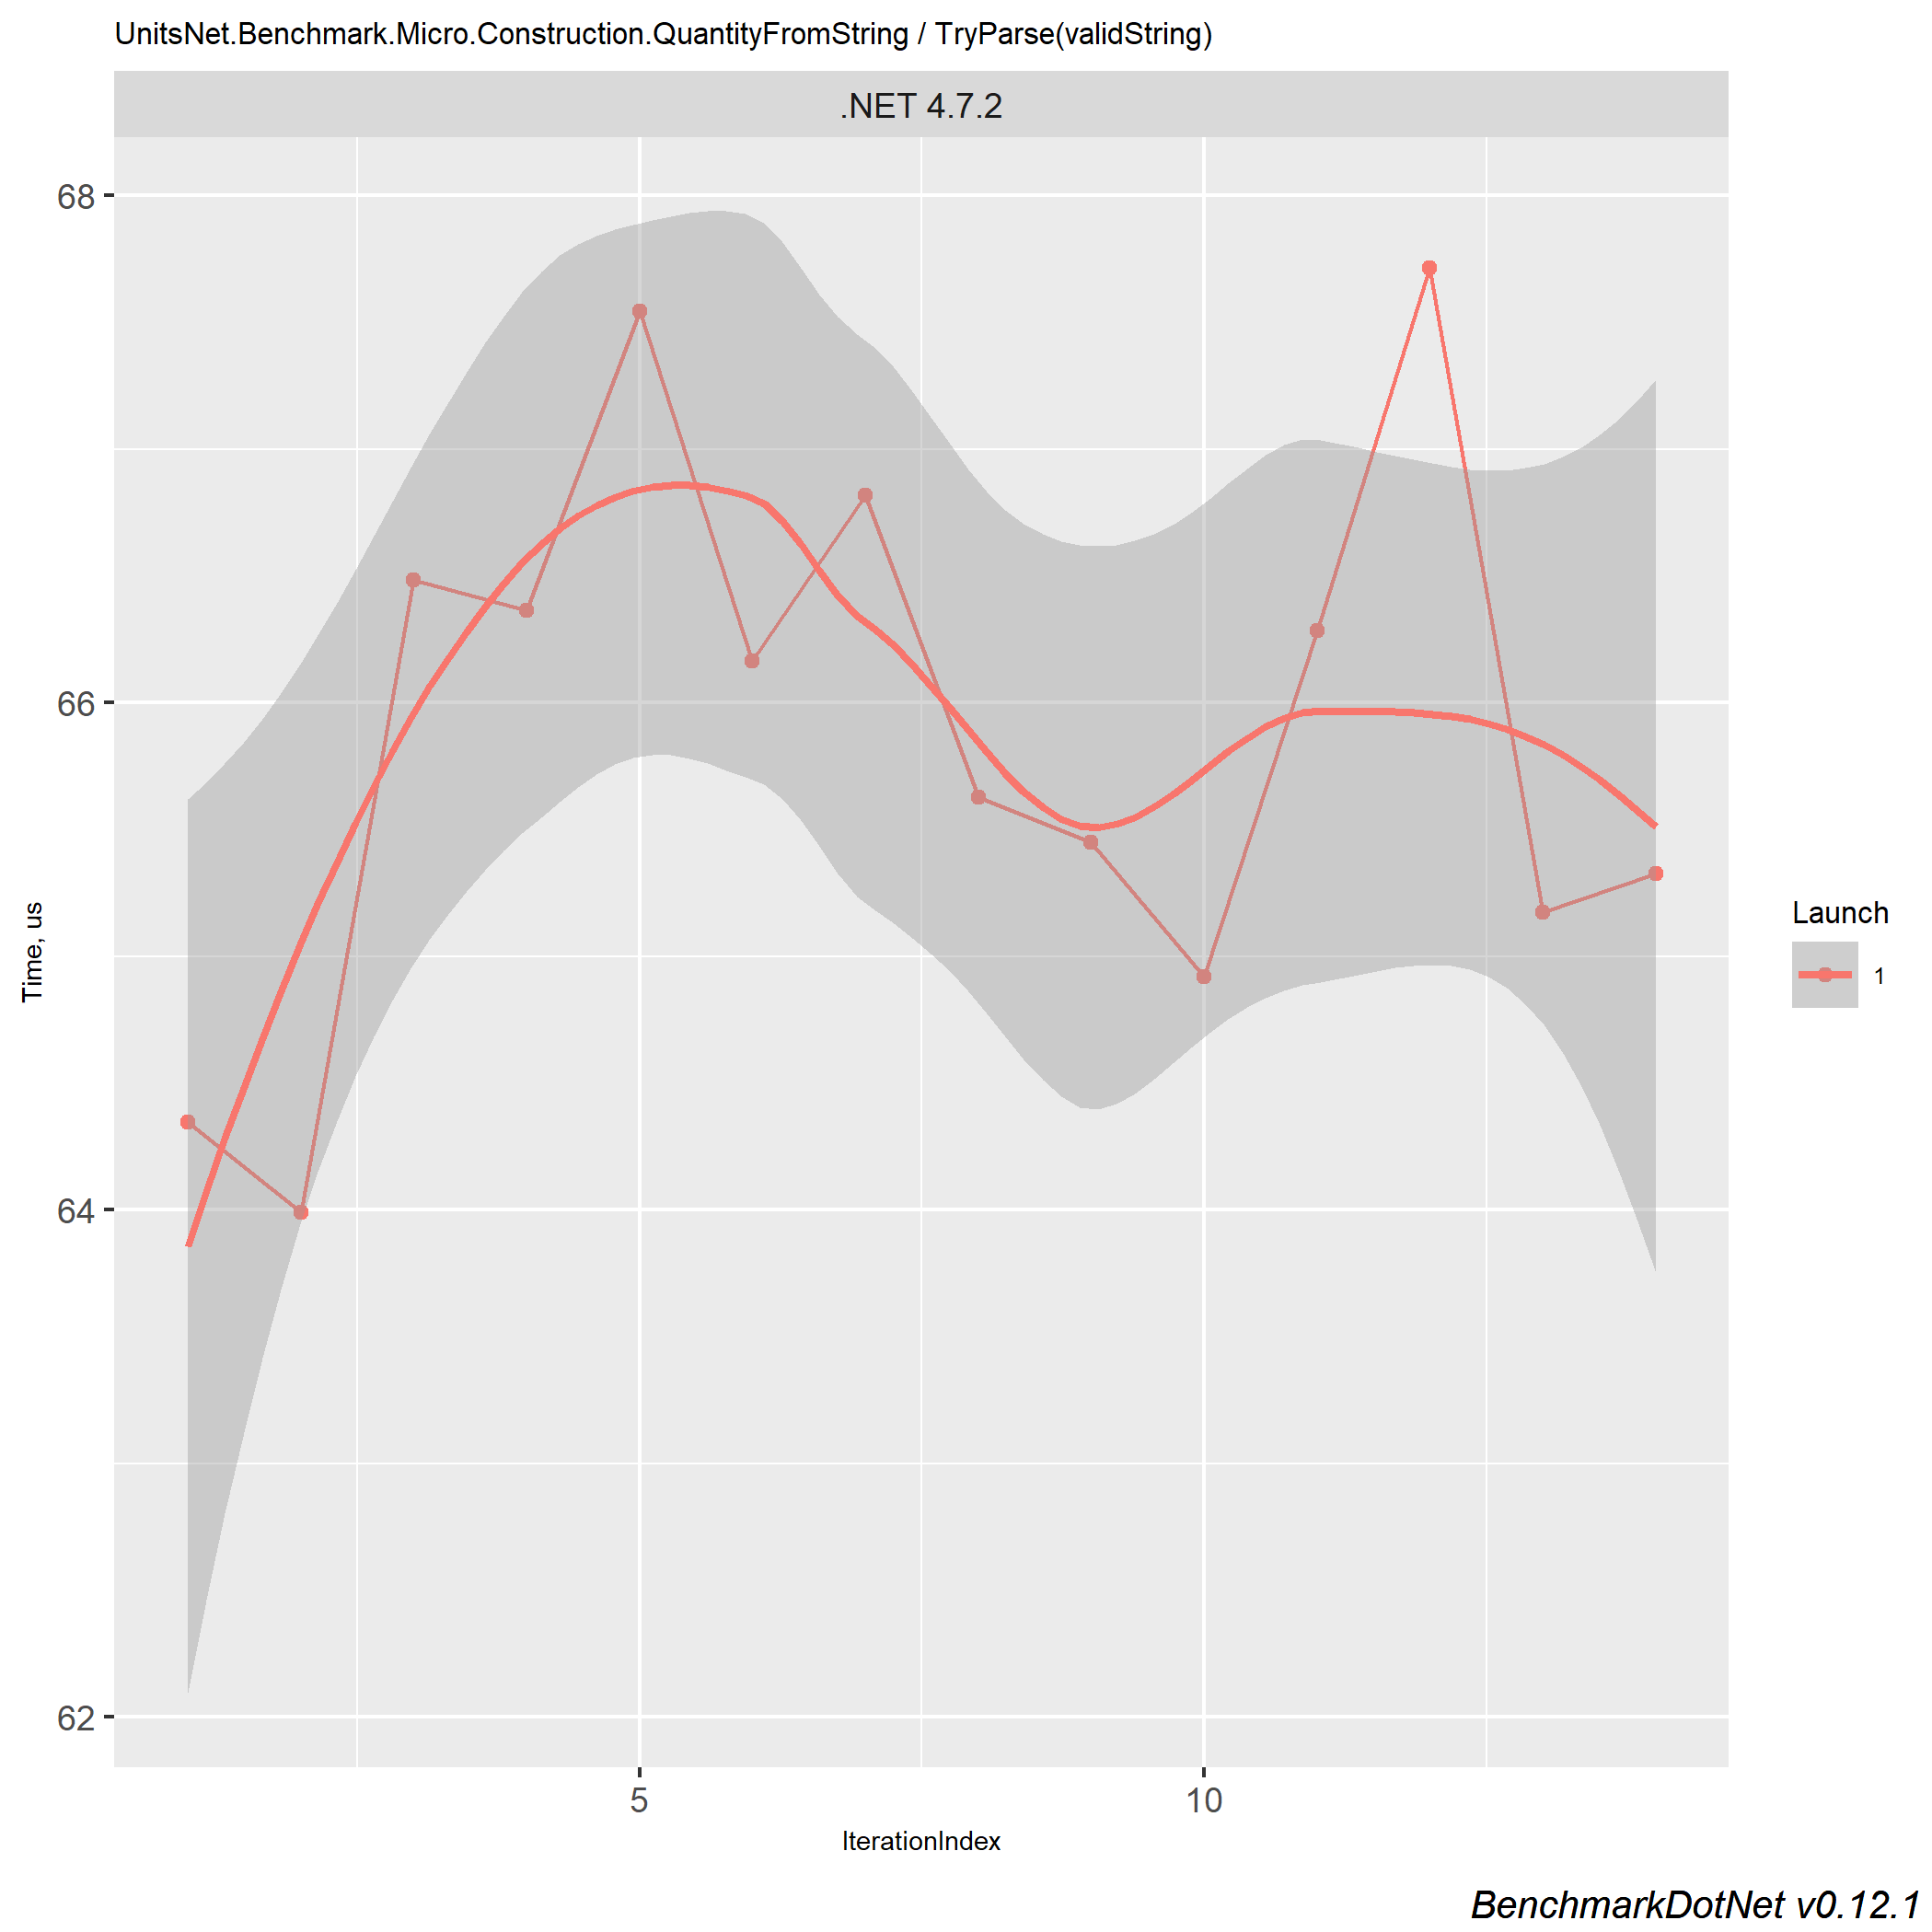 UnitsNet.Benchmark.Micro.Construction.QuantityFromString / TryParse(validString)
.NET 4.7.2
68
66
64
62
Time, us
5
10
IterationIndex
Launch
1
BenchmarkDotNet v0.12.1